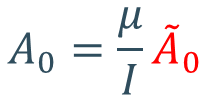 A₀ = μ/I Ã₀